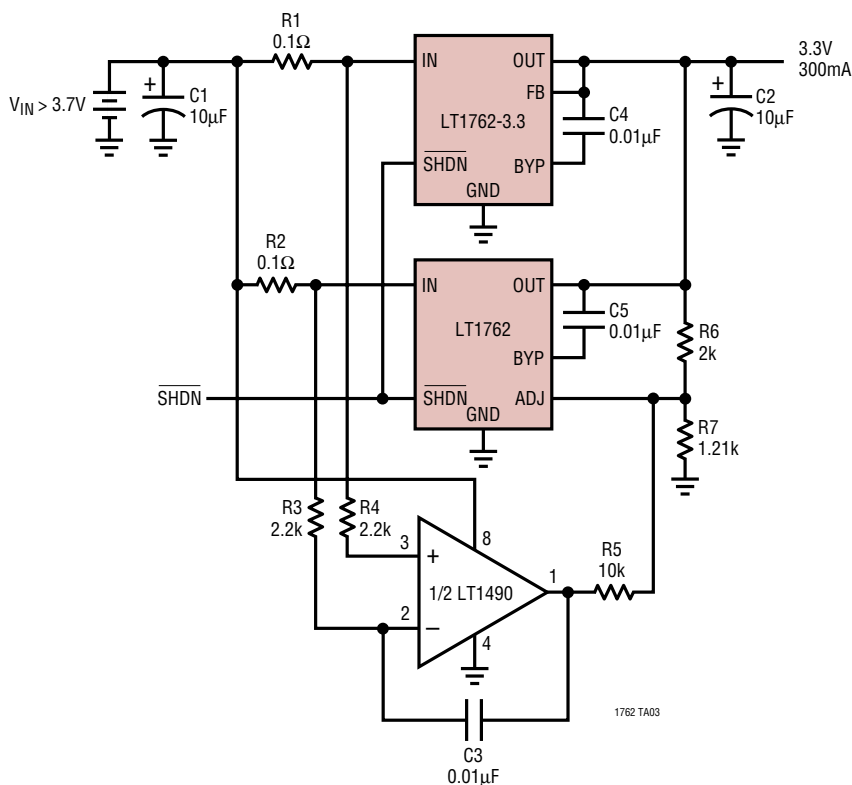 R1
0.1Ω
VIN > 3.7V
C1
10µF
IN
OUT
FB
LT1762-3.3
SHDN
BYP
GND
C4
0.01µF
C2
10µF
3.3V
300mA
R2
0.1Ω
IN
OUT
LT1762
BYP
SHDN
ADJ
GND
C5
0.01µF
R6
2k
SHDN
R7
1.21k
R3
2.2k
R4
2.2k
3
+
8
1/2 LT1490
1
2
−
4
R5
10k
C3
0.01µF
1762 TA03